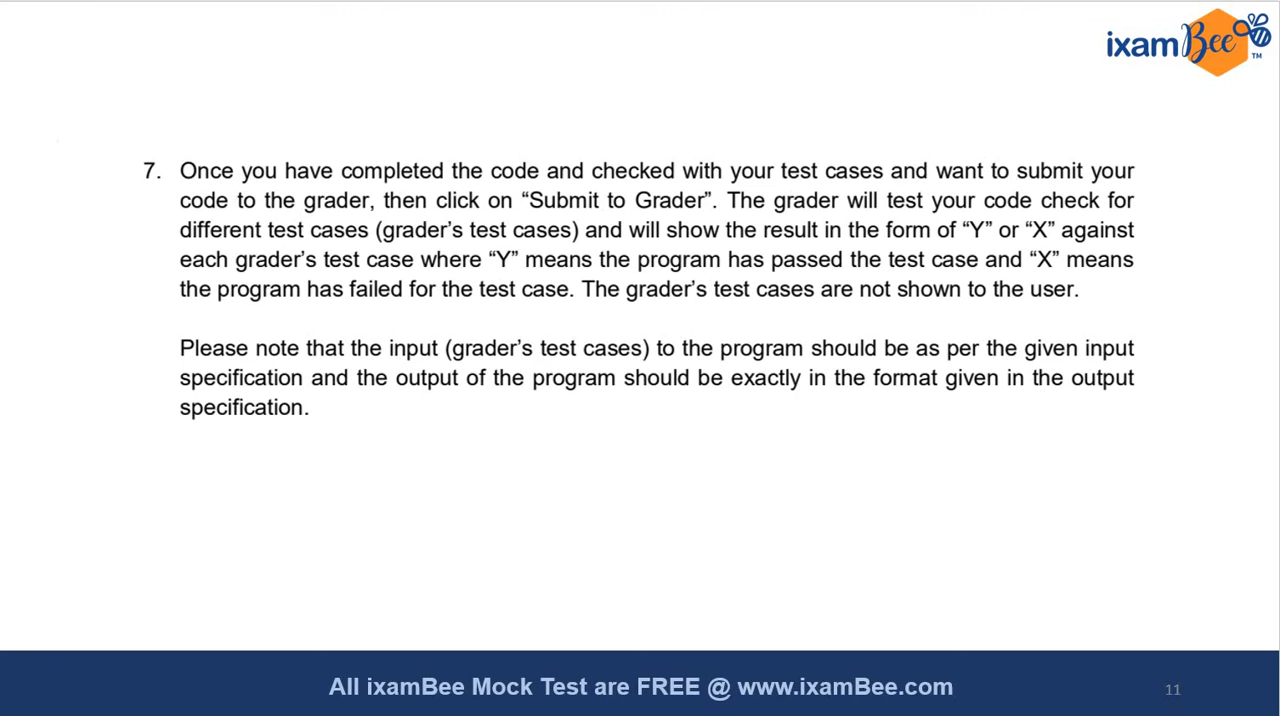 ixamBee
TM
7. Once you have completed the code and checked with your test cases and want to submit your
code to the grader, then click on “Submit to Grader”. The grader will test your code check for
different test cases (grader’s test cases) and will show the result in the form of “Y” or “X” against
each grader’s test case where “Y” means the program has passed the test case and “X” means
the program has failed for the test case. The grader’s test cases are not shown to the user.
Please note that the input (grader’s test cases) to the program should be as per the given input
specification and the output of the program should be exactly in the format given in the output
specification.
All ixamBee Mock Test are FREE @ www.ixamBee.com
11